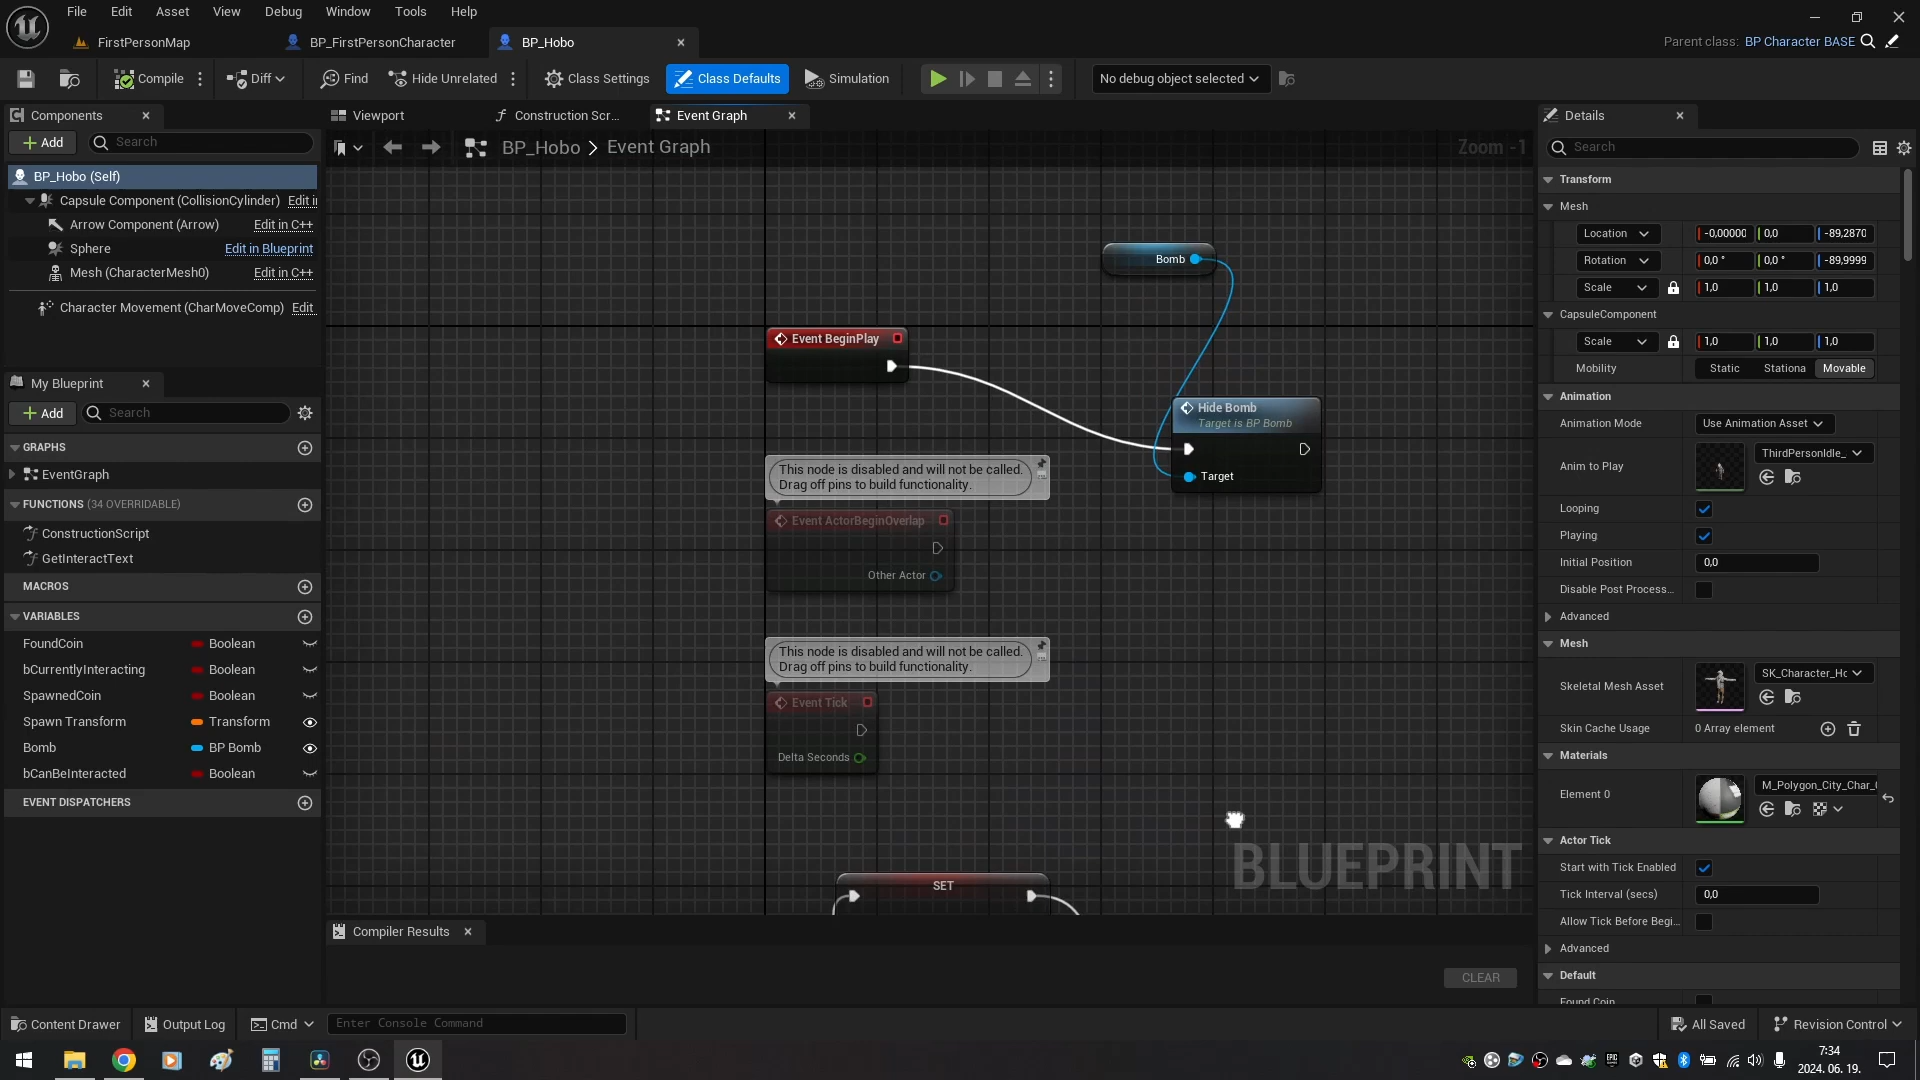 File Edit Asset View Debug Window Tools Help
FirstPersonMap BP_FirstPersonCharacter BP_Hobo
Parent class: BP Character BASE
Compile Diff Find Hide Unrelated Class Settings Class Defaults Simulation No debug object selected
Components
Add Search
BP_Hobo (Self)
Capsule Component (CollisionCylinder) Edit i
Arrow Component (Arrow) Edit in C++
Sphere Edit in Blueprint
Mesh (CharacterMesh0) Edit in C++
Character Movement (CharMoveComp) Edit
My Blueprint
Add Search
GRAPHS
EventGraph
FUNCTIONS (34 OVERRIDABLE)
ConstructionScript
GetInteractText
MACROS
VARIABLES
FoundCoin Boolean
bCurrentlyInteracting Boolean
SpawnedCoin Boolean
Spawn Transform Transform
Bomb BP Bomb
bCanBeInteracted Boolean
EVENT DISPATCHERS
Viewport Construction Scr... Event Graph
BP_Hobo > Event Graph Zoom -1
Bomb
Event BeginPlay
Hide Bomb
Target is BP Bomb
Target
This node is disabled and will not be called.
Drag off pins to build functionality.
Event ActorBeginOverlap
Other Actor
This node is disabled and will not be called.
Drag off pins to build functionality.
Event Tick
Delta Seconds
SET
BLUEPRINT
Compiler Results
CLEAR
Details
Search
Transform
Mesh
Location -0,00000 0,0 -89,2870
Rotation 0,0 ° 0,0 ° -89,9999
Scale 1,0 1,0 1,0
CapsuleComponent
Scale 1,0 1,0 1,0
Mobility Static Stationa Movable
Animation
Animation Mode Use Animation Asset
Anim to Play ThirdPersonIdle_
Looping
Playing
Initial Position 0,0
Disable Post Process...
Advanced
Mesh
Skeletal Mesh Asset SK_Character_Hc
Skin Cache Usage 0 Array element
Materials
Element 0 M_Polygon_City_Char_
Actor Tick
Start with Tick Enabled
Tick Interval (secs) 0,0
Allow Tick Before Begi...
Advanced
Default
Found Coin
Content Drawer Output Log Cmd Enter Console Command All Saved Revision Control
7:34
2024. 06. 19.